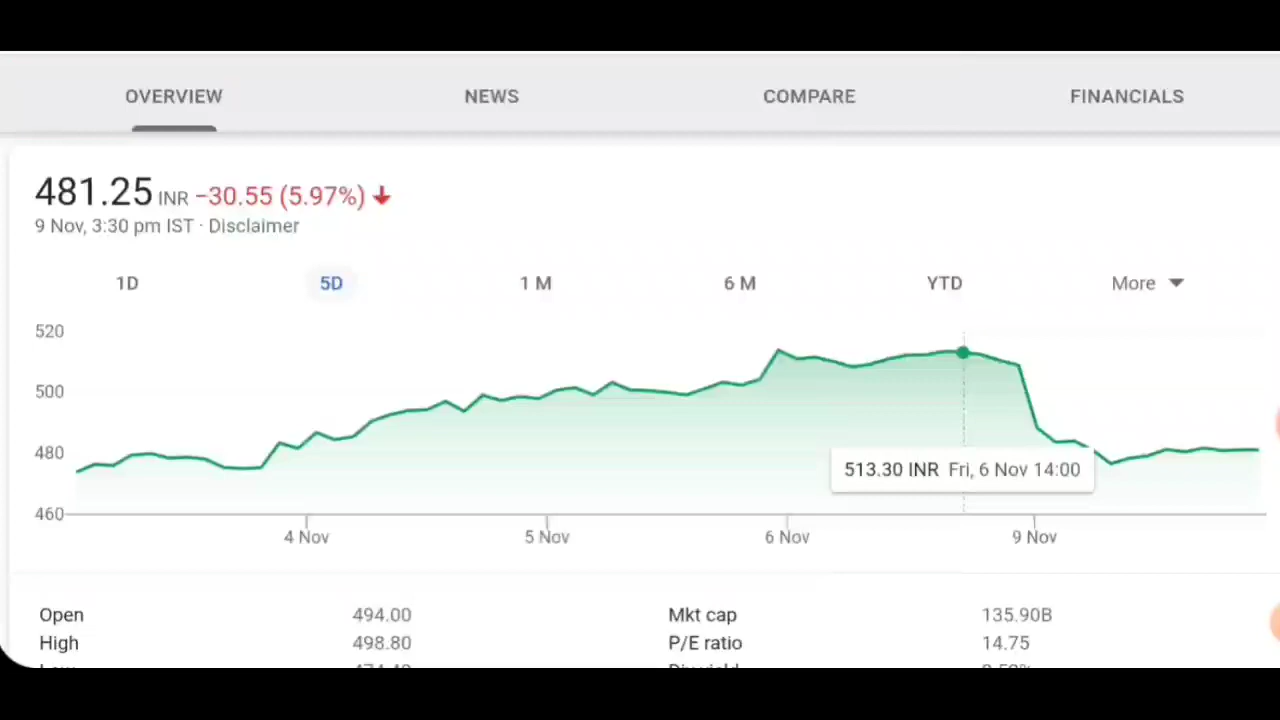 OVERVIEW NEWS COMPARE FINANCIALS
481.25 INR −30.55 (5.97%)
9 Nov, 3:30 pm IST · Disclaimer
1D 5D 1 M 6 M YTD More
520
500
480
513.30 INR Fri, 6 Nov 14:00
460
4 Nov 5 Nov 6 Nov 9 Nov
Open 494.00 Mkt cap 135.90B
High 498.80 P/E ratio 14.75